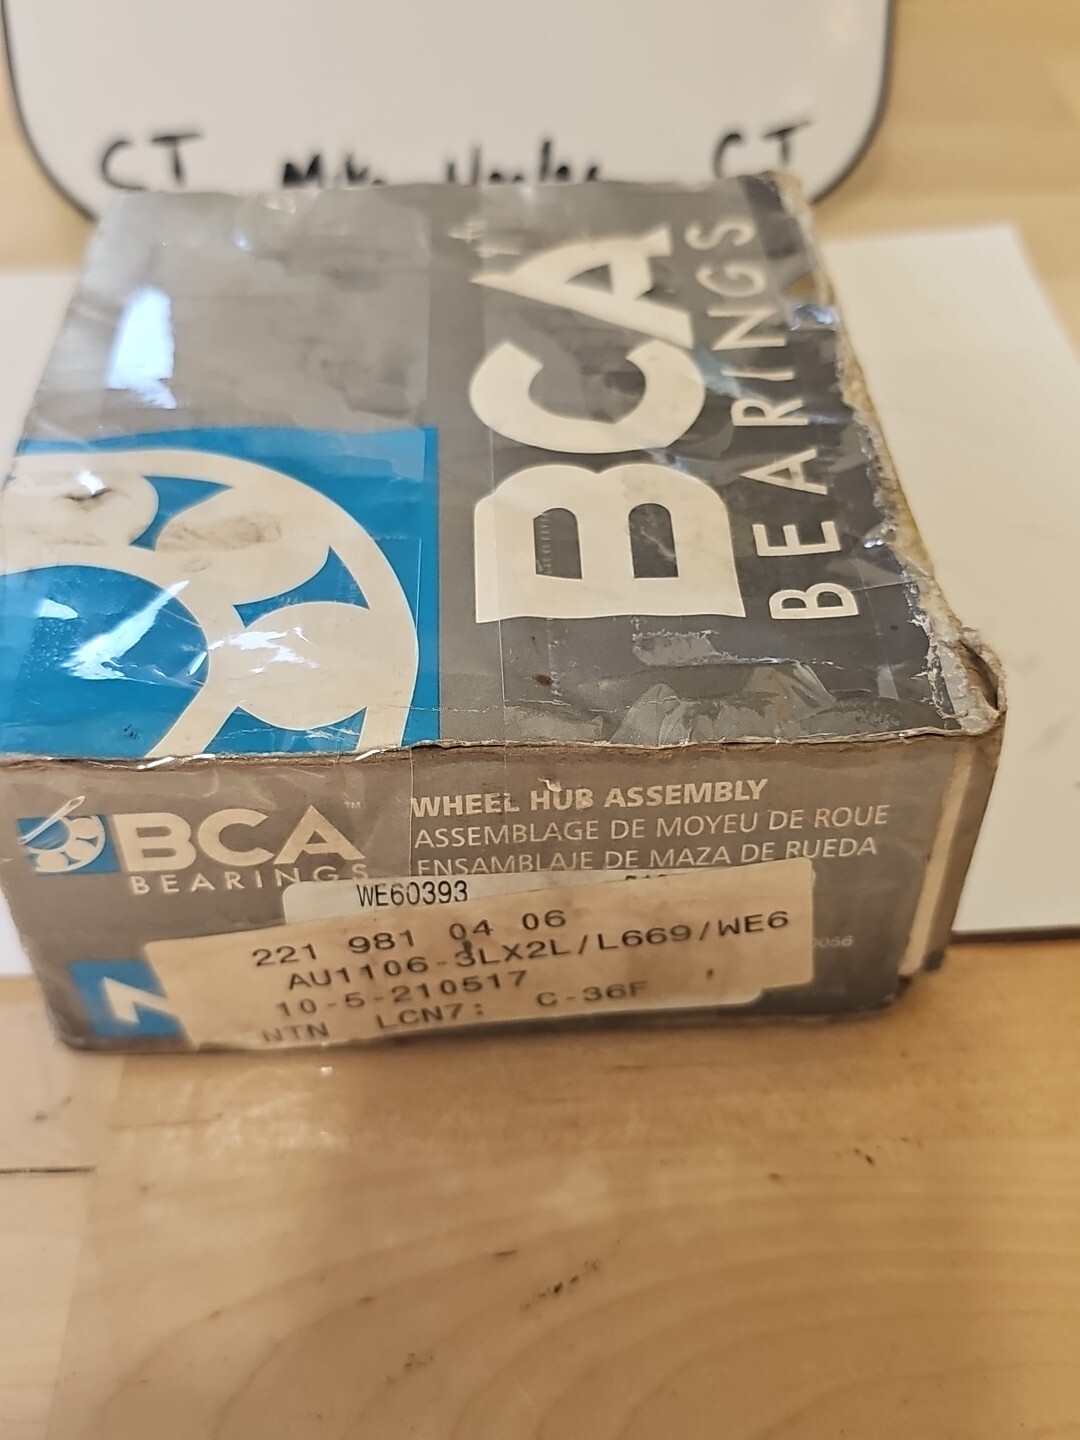 CT CT
BCA
BEARINGS
BCA™
BEARINGS
WHEEL HUB ASSEMBLY
ASSEMBLAGE DE MOYEU DE ROUE
ENSAMBLAJE DE MAZA DE RUEDA
WE60393
221 981 04 06
AU1106-3LX2L/L669/WE6
10-5-210517
NTN LCN7: C-36F